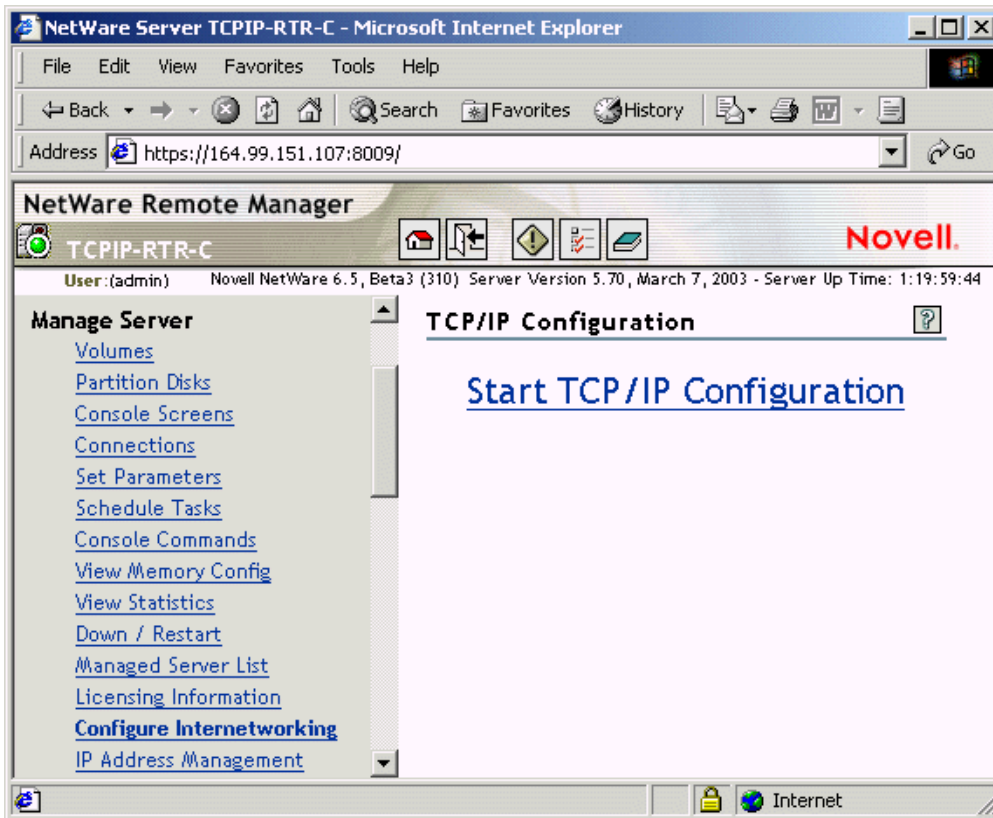 NetWare Server TCPIP-RTR-C - Microsoft Internet Explorer
File Edit View Favorites Tools Help
Back Search Favorites History
Address https://164.99.151.107:8009/ Go
NetWare Remote Manager
TCPIP-RTR-C
Novell.
User:(admin) Novell NetWare 6.5, Beta3 (310) Server Version 5.70, March 7, 2003 - Server Up Time: 1:19:59:44
Manage Server
Volumes
Partition Disks
Console Screens
Connections
Set Parameters
Schedule Tasks
Console Commands
View Memory Config
View Statistics
Down / Restart
Managed Server List
Licensing Information
Configure Internetworking
IP Address Management
TCP/IP Configuration
Start TCP/IP Configuration
Internet